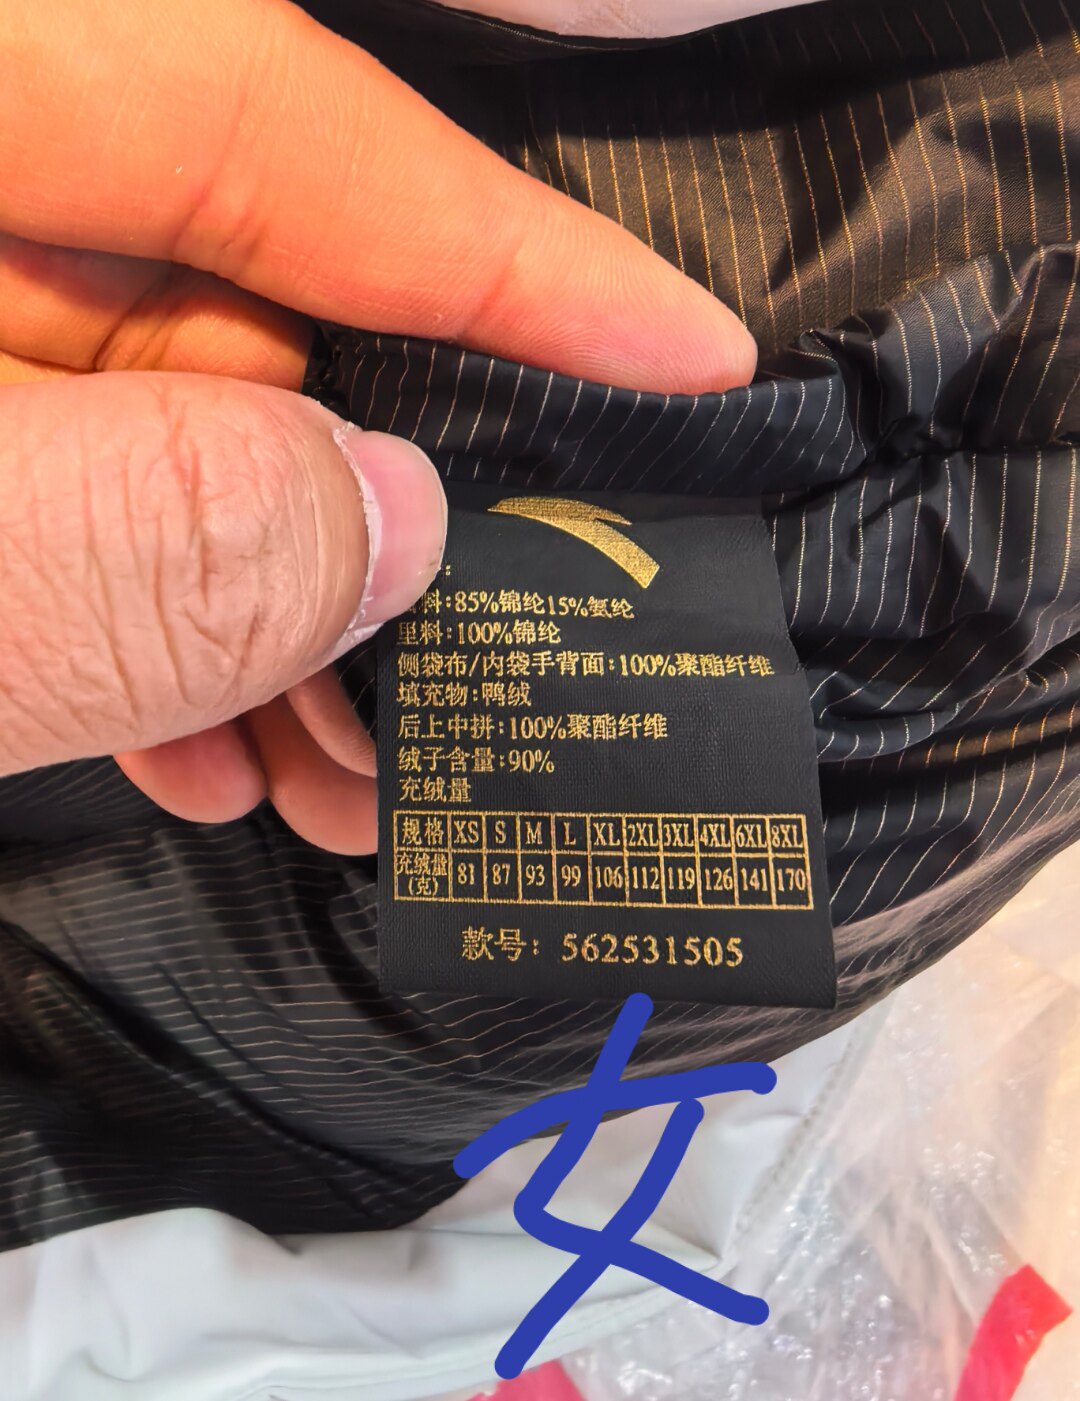 料:85%锦纶15%氨纶
里料:100%锦纶
侧袋布/内袋手背面:100%聚酯纤维
填充物:鸭绒
后上中拼:100%聚酯纤维
绒子含量:90%
充绒量
规格 XS S M L XL 2XL 3XL 4XL 6XL 8XL
充绒量(克) 81 87 93 99 106 112 119 126 141 170
款号: 562531505
女